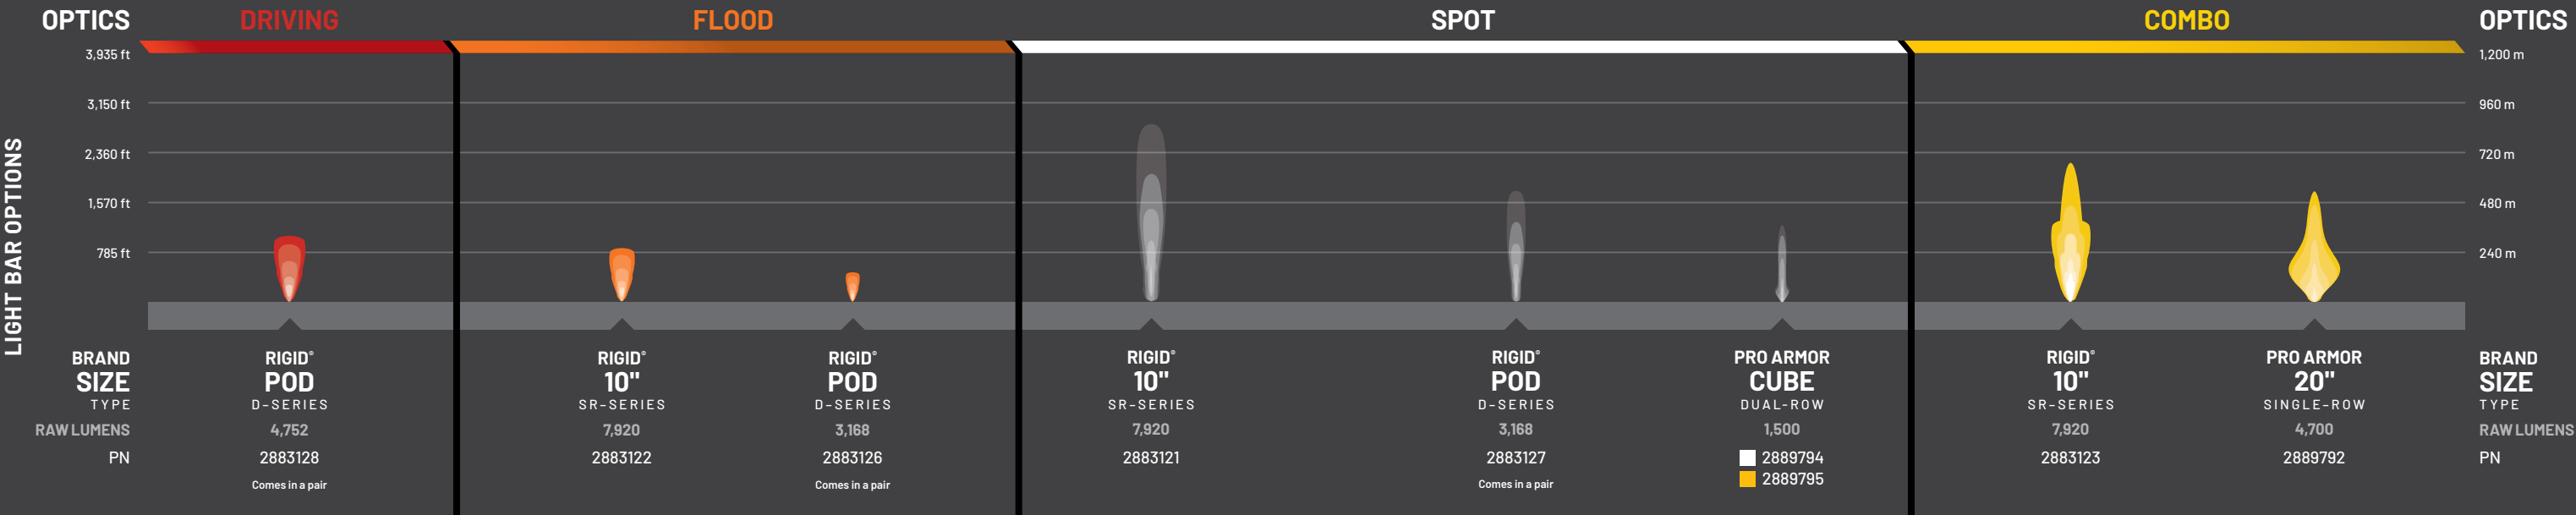 OPTICS DRIVING FLOOD SPOT COMBO OPTICS
3,935 ft 1,200 m
3,150 ft 960 m
2,360 ft 720 m
1,570 ft 480 m
785 ft 240 m
LIGHT BAR OPTIONS
BRAND RIGID® RIGID® RIGID® RIGID® RIGID® PRO ARMOR RIGID® PRO ARMOR BRAND
SIZE POD 10" POD 10" POD CUBE 10" 20" SIZE
TYPE D-SERIES SR-SERIES D-SERIES SR-SERIES D-SERIES DUAL-ROW SR-SERIES SINGLE-ROW TYPE
RAW LUMENS 4,752 7,920 3,168 7,920 3,168 1,500 7,920 4,700 RAW LUMENS
PN 2883128 2883122 2883126 2883121 2883127 2889794 2883123 2889792 PN
2889795
Comes in a pair Comes in a pair Comes in a pair